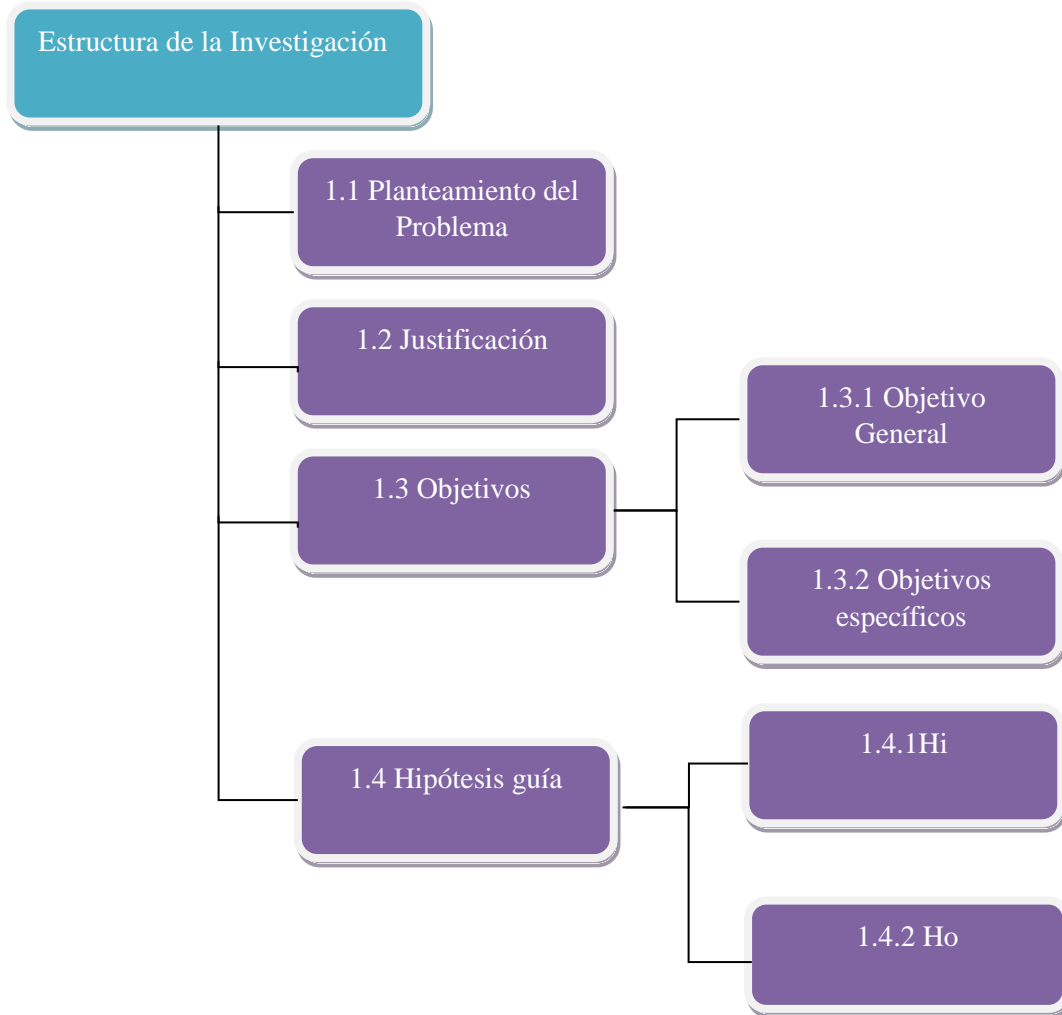 Estructura de la Investigación
1.1 Planteamiento del
Problema
1.2 Justificación
1.3 Objetivos
1.3.1 Objetivo
General
1.3.2 Objetivos
específicos
1.4 Hipótesis guía
1.4.1Hi
1.4.2 Ho